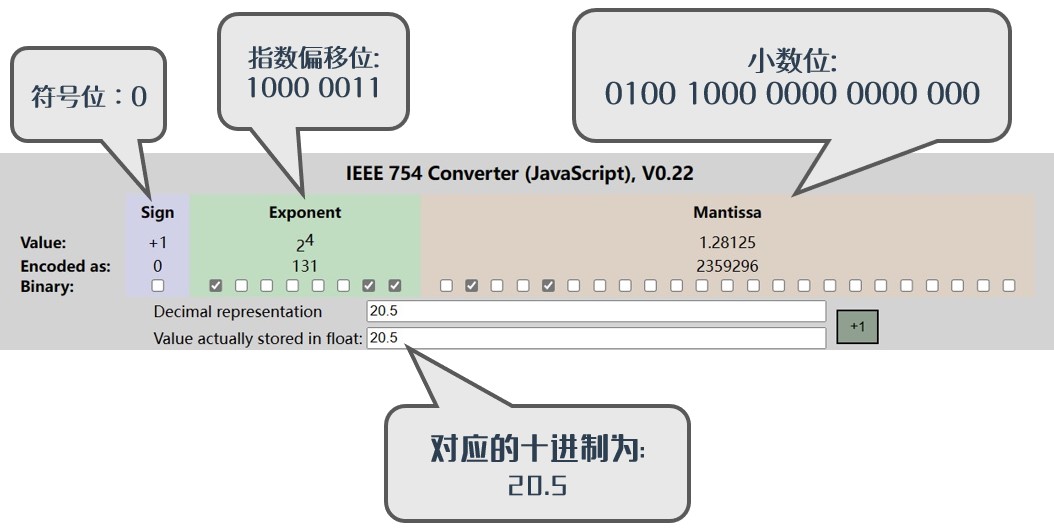 符号位：0
指数偏移位:
1000 0011
小数位:
0100 1000 0000 0000 000
IEEE 754 Converter (JavaScript), V0.22
Sign Exponent Mantissa
Value: +1 2^4 1.28125
Encoded as: 0 131 2359296
Binary:
Decimal representation 20.5
+1
Value actually stored in float: 20.5
对应的十进制为:
20.5